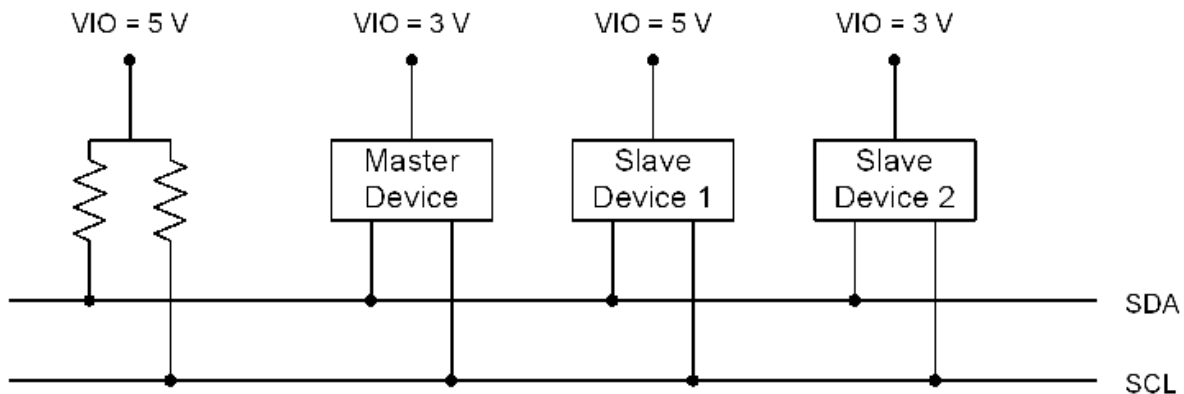 VIO = 5 V
VIO = 3 V
VIO = 5 V
VIO = 3 V
Master
Device
Slave
Device 1
Slave
Device 2
SDA
SCL